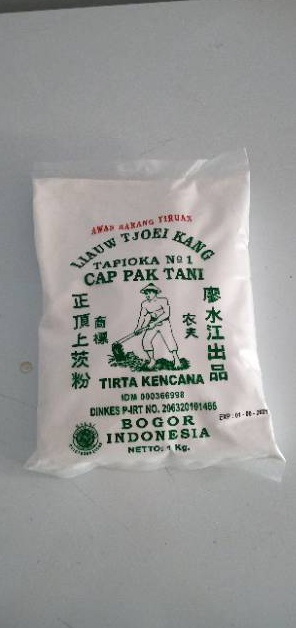 AWAS BARANG TIRUAN
LIAUW TJOEI KANG
TAPIOKA No 1
CAP PAK TANI
正頂上茨粉
商標
農夫
廖水江出品
TIRTA KENCANA
IDM 000366998
DINKES P-IRT NO. 206320191466
BOGOR
INDONESIA
NETTO: 1 Kg.